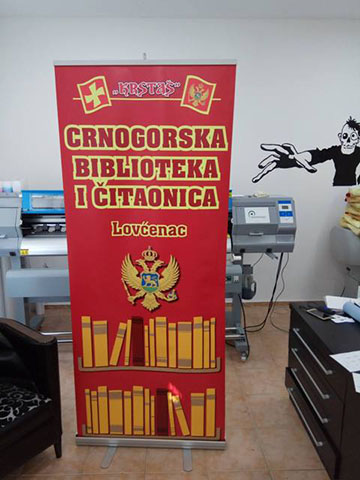 „KRSTAŠ"
CRNOGORSKA
BIBLIOTEKA
I ČITAONICA
Lovćenac